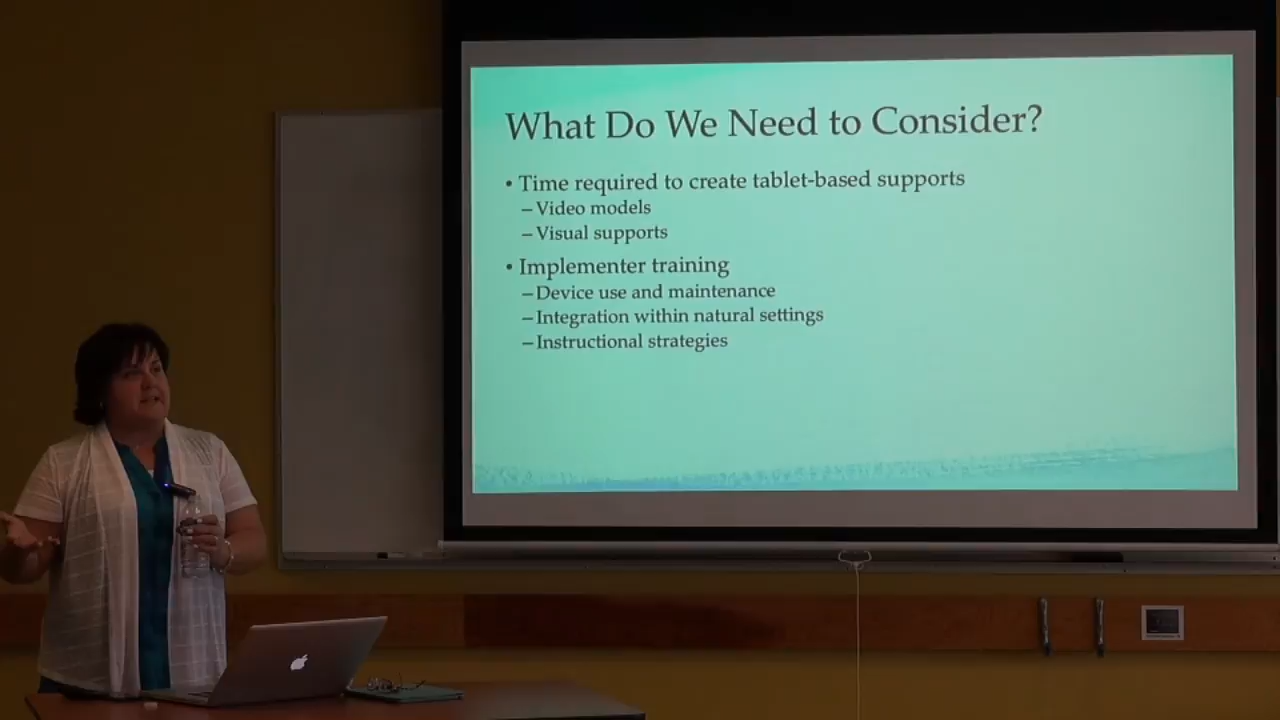 What Do We Need to Consider?
• Time required to create tablet-based supports
– Video models
– Visual supports
• Implementer training
– Device use and maintenance
– Integration within natural settings
– Instructional strategies